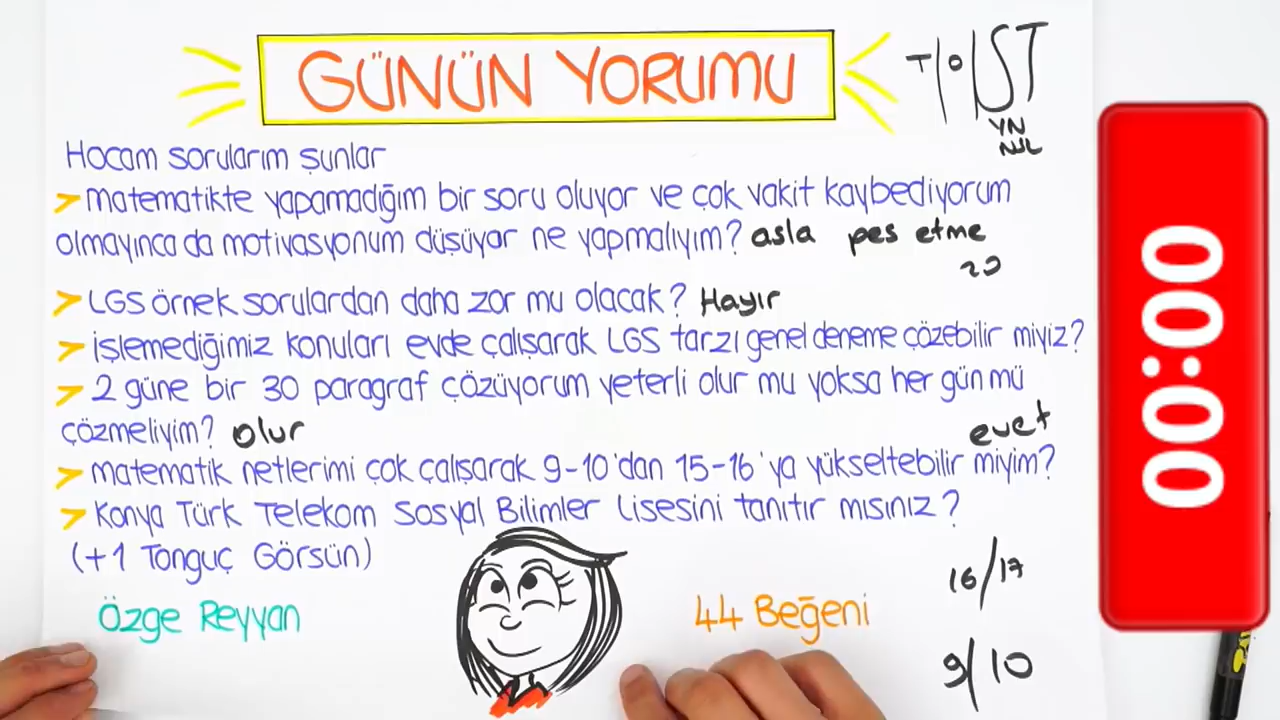 GÜNÜN YORUMU
T/O/ST
YN
Hocam sorularım şunlar
➤ Matematikte yapamadığım bir soru oluyor ve çok vakit kaybediyorum
olmayınca da motivasyonum düşüyor ne yapmalıyım? asla pes etme
20
➤ LGS örnek sorulardan daha zor mu olacak? Hayır
➤ İşlemediğimiz konuları evde çalışarak LGS tarzı genel deneme çözebilir miyiz?
➤ 2 güne bir 30 paragraf çözüyorum yeterli olur mu yoksa her gün mü
çözmeliyim? olur
evet
➤ Matematik netlerimi çok çalışarak 9-10'dan 15-16'ya yükseltebilir miyim?
➤ Konya Türk Telekom Sosyal Bilimler Lisesini tanıtır mısınız?
(+1 Tonguç Görsün)
16/17
Özge Reyyan
44 Beğeni
9/10
00:00